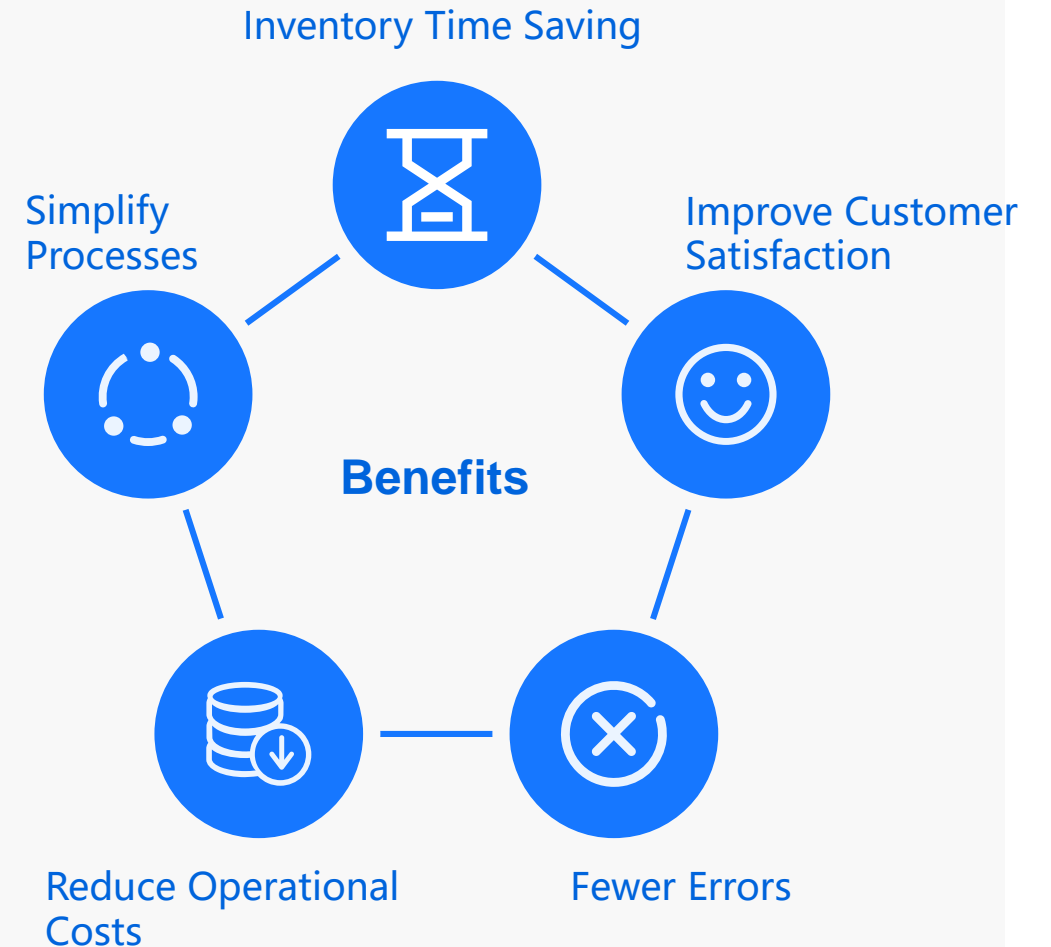 Inventory Time Saving
Simplify
Processes
Improve Customer
Satisfaction
Benefits
Reduce Operational
Costs
Fewer Errors